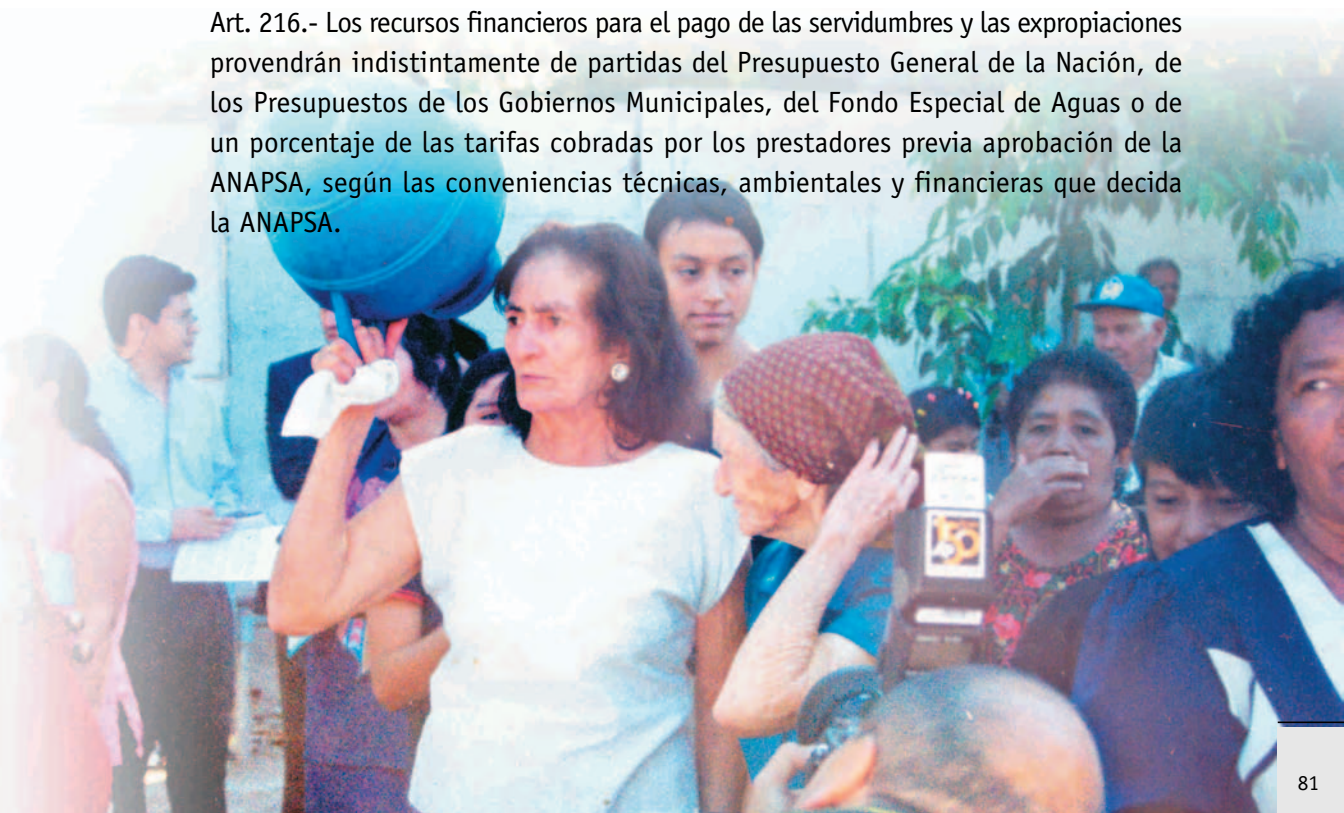 Art. 216.- Los recursos financieros para el pago de las servidumbres y las expropiaciones
provendrán indistintamente de partidas del Presupuesto General de la Nación, de
los Presupuestos de los Gobiernos Municipales, del Fondo Especial de Aguas o de
un porcentaje de las tarifas cobradas por los prestadores previa aprobación de la
ANAPSA, según las conveniencias técnicas, ambientales y financieras que decida
la ANAPSA.
81